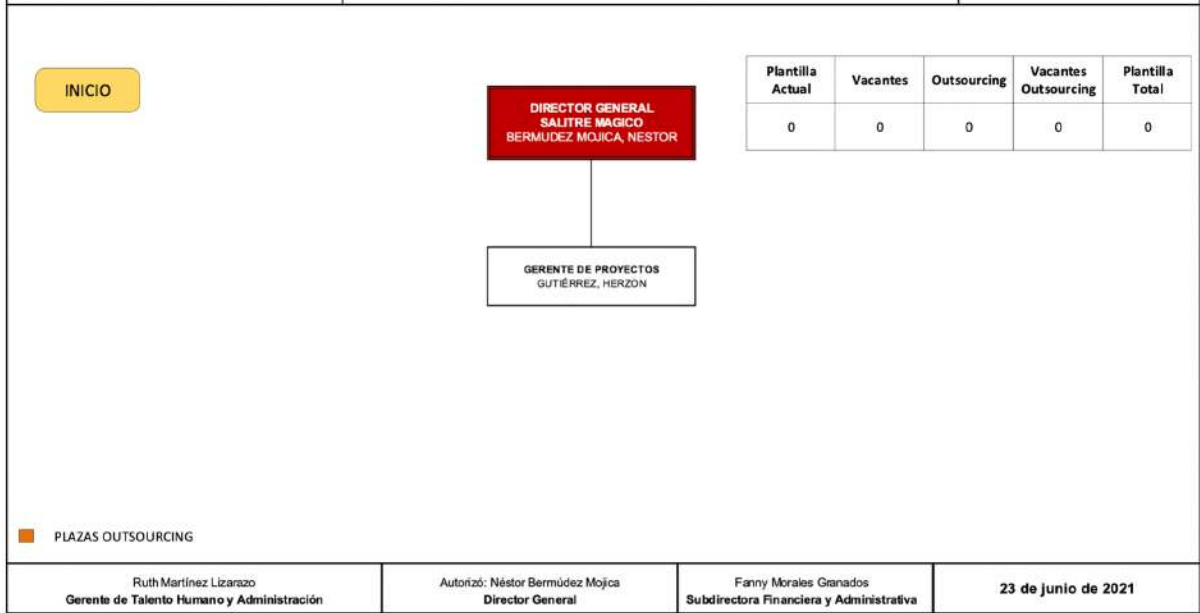 INICIO
DIRECTOR GENERAL
SALITRE MAGICO
BERMUDEZ MOJICA, NESTOR
Plantilla Actual Vacantes Outsourcing Vacantes Outsourcing Plantilla Total
0 0 0 0 0
GERENTE DE PROYECTOS
GUTIÉRREZ, HERZON
PLAZAS OUTSOURCING
Ruth Martínez Lizarazo
Gerente de Talento Humano y Administración
Autorizó: Néstor Bermúdez Mojica
Director General
Fanny Morales Granados
Subdirectora Financiera y Administrativa
23 de junio de 2021